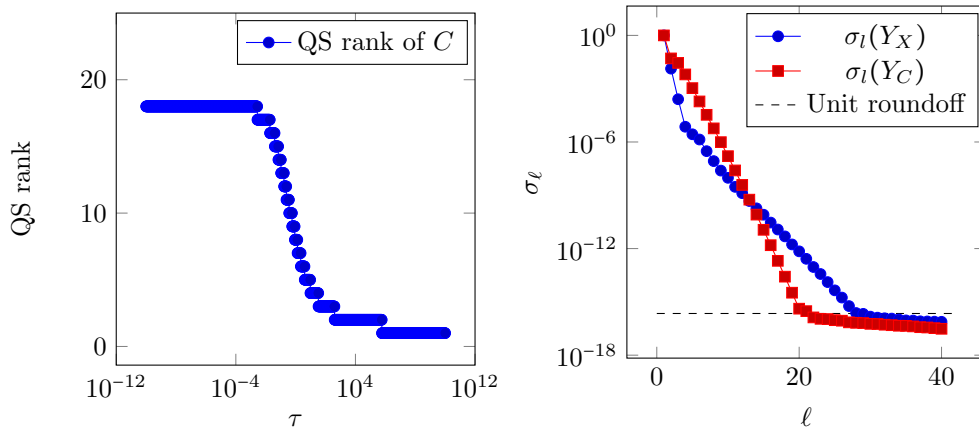 QS rank of C
QS rank
20
10
0
10^{-12}
10^{-4}
10^{4}
10^{12}
τ
σ_l(Y_X)
σ_l(Y_C)
Unit roundoff
σ_ℓ
10^{0}
10^{-6}
10^{-12}
10^{-18}
0
20
40
ℓ